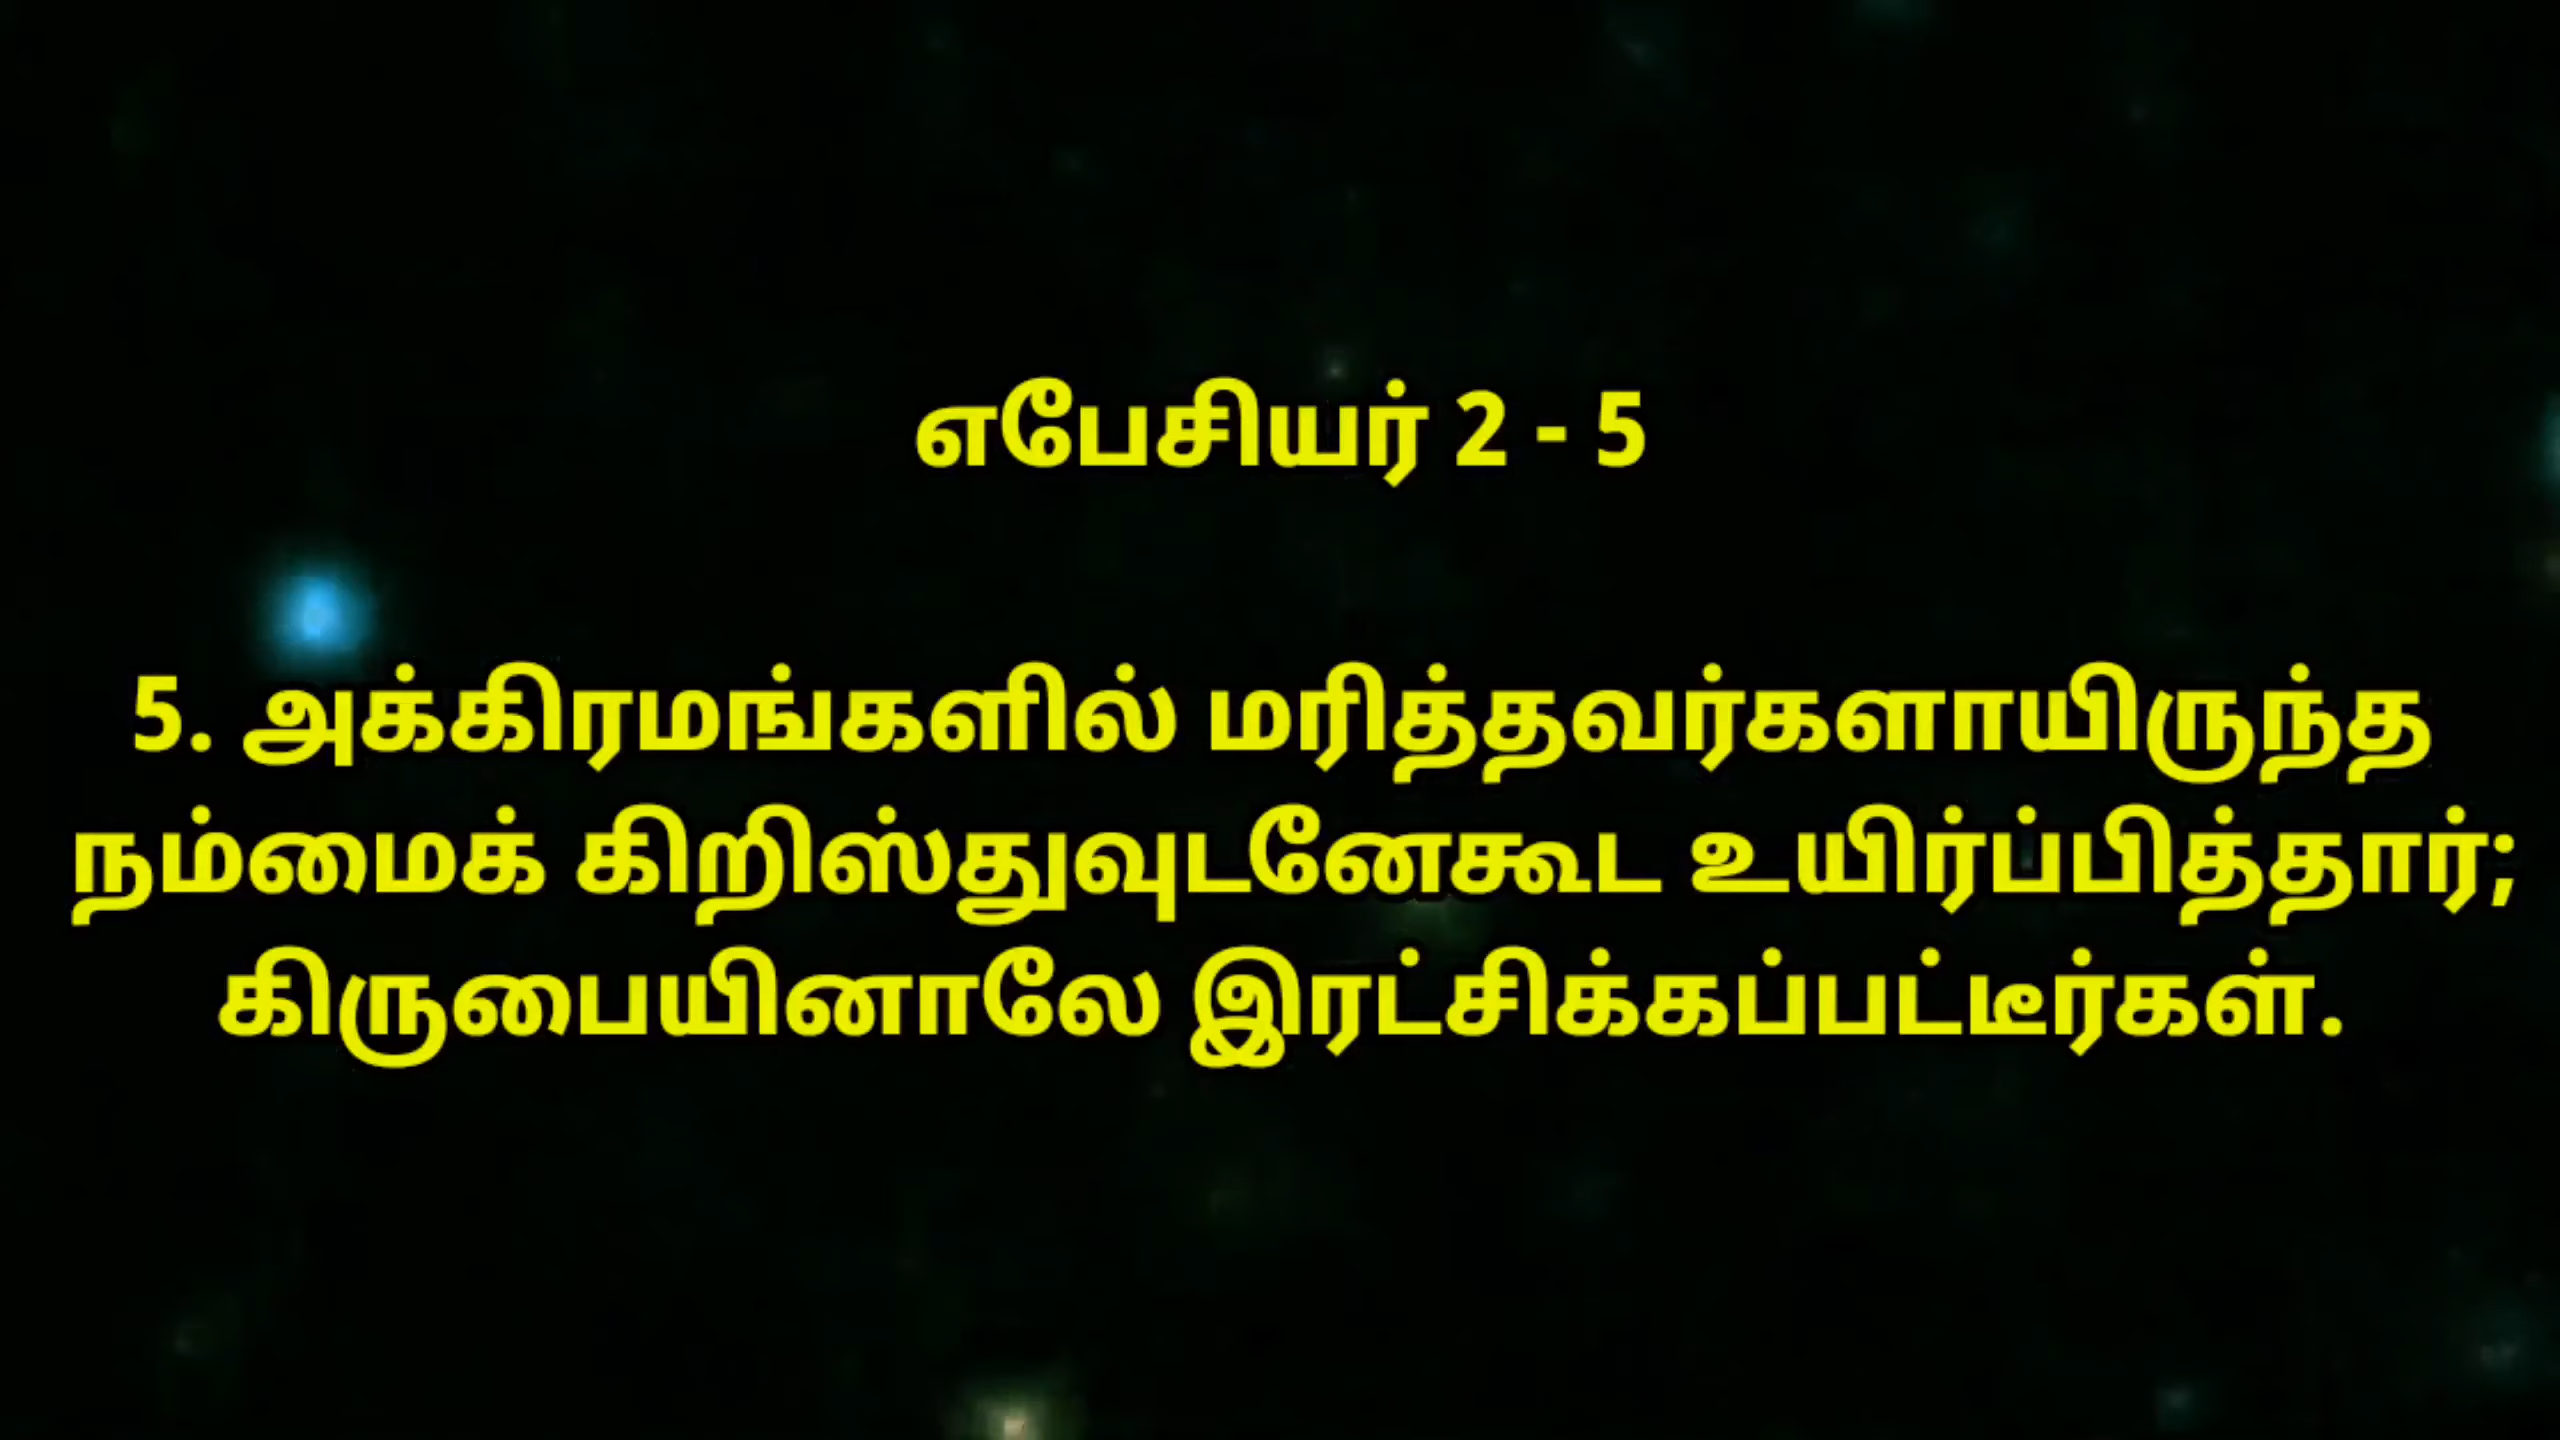 எபேசியர் 2 - 5
5. அக்கிரமங்களில் மரித்தவர்களாயிருந்த
நம்மைக் கிறிஸ்துவுடனேகூட உயிர்ப்பித்தார்;
கிருபையினாலே இரட்சிக்கப்பட்டீர்கள்.